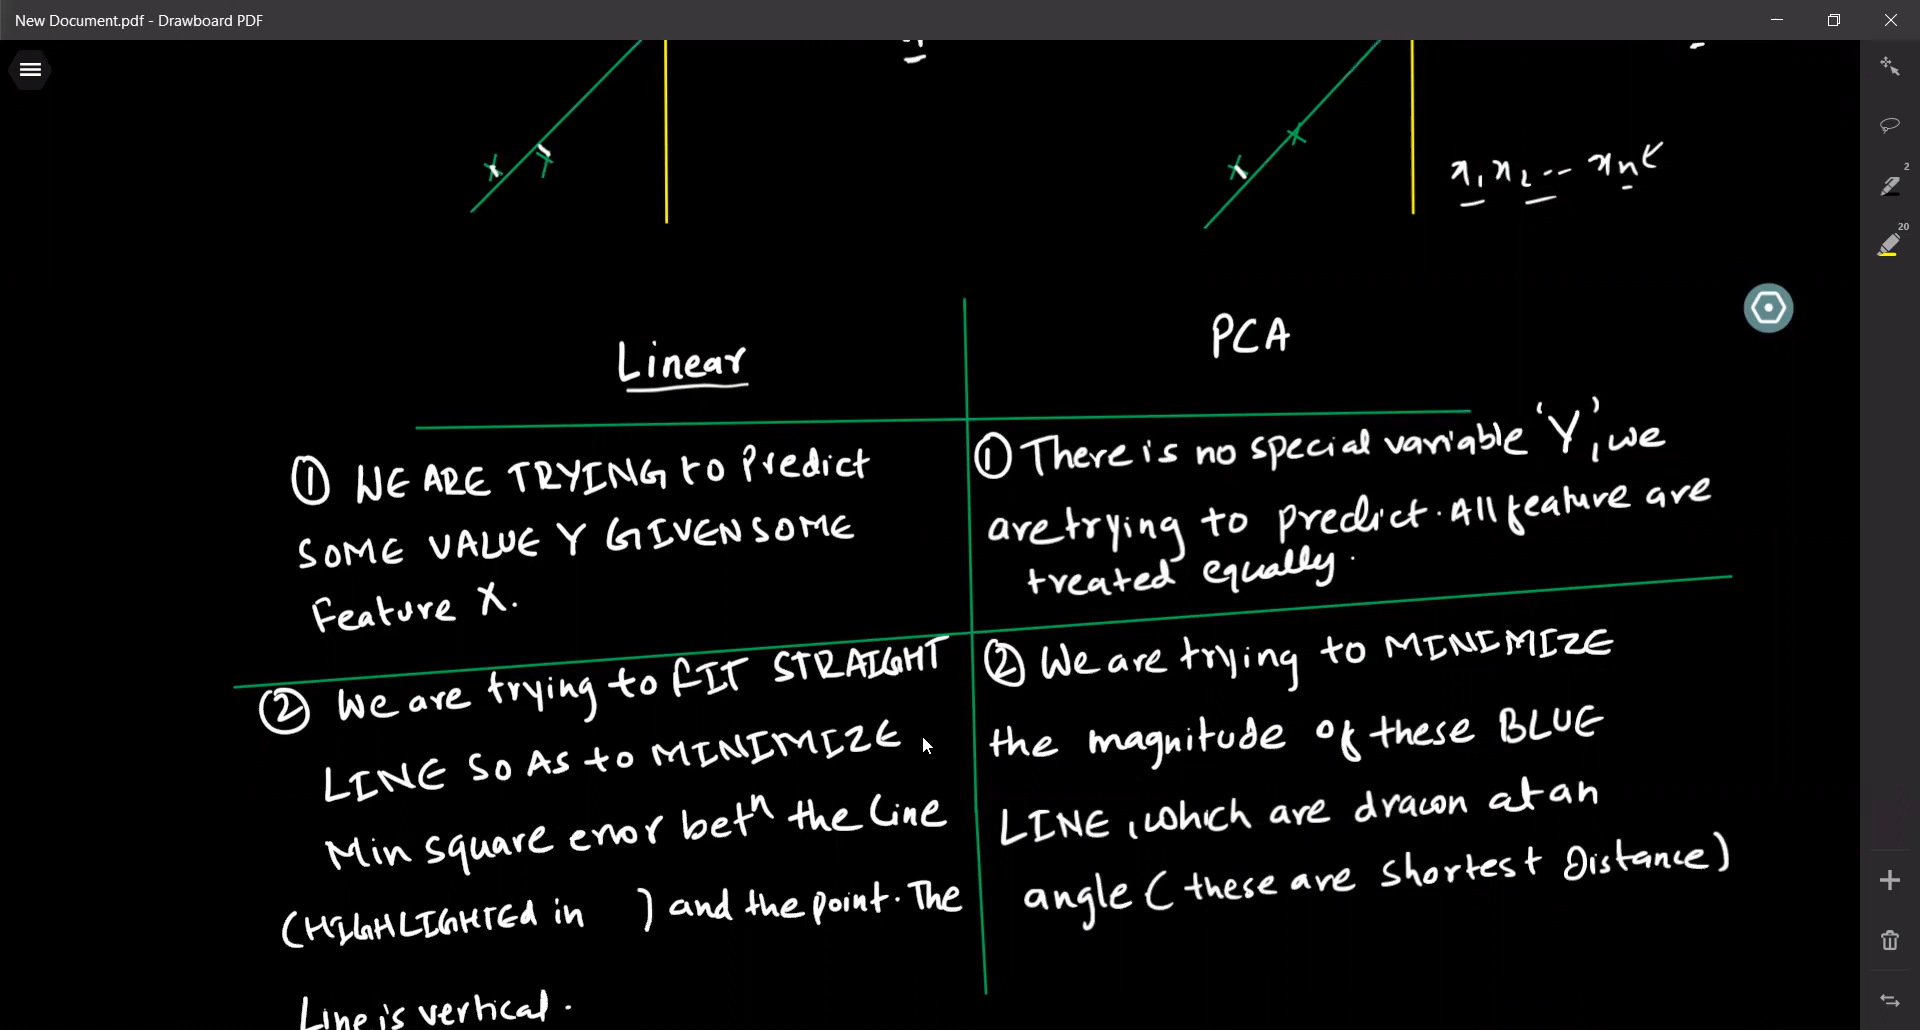 New Document.pdf - Drawboard PDF
2
20
x₁ x₂ -- xn
Linear
PCA
① WE ARE TRYING to Predict
SOME VALUE Y GIVEN SOME
Feature X.
① There is no special variable 'Y', we
are trying to predict. All feature are
treated equally.
② We are trying to FIT STRAIGHT
LINE SO AS to MINIMIZE
Min square error betⁿ the Line
(HIGHLIGHTED in ) and the point. The
Line is vertical.
② We are trying to MINIMIZE
the magnitude of these BLUE
LINE, which are drawn at an
angle ( these are shortest Distance)